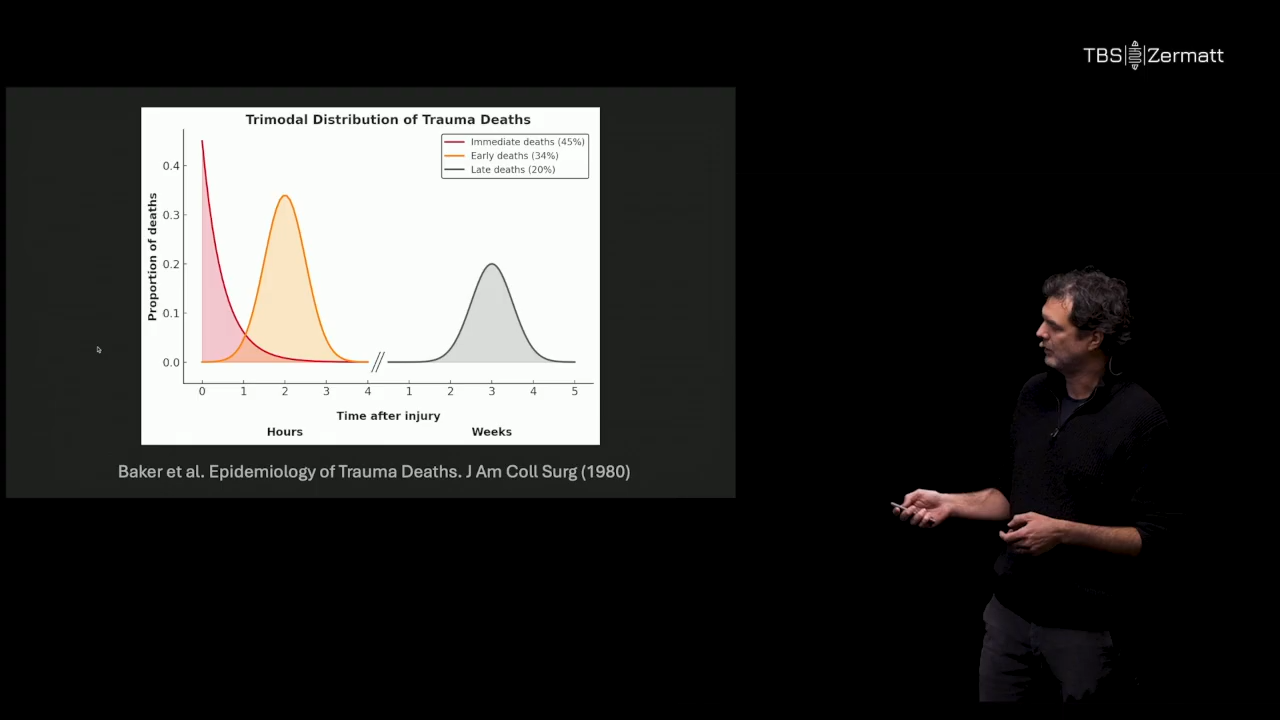 TBS Zermatt
Trimodal Distribution of Trauma Deaths
Immediate deaths (45%)
Early deaths (34%)
Late deaths (20%)
Proportion of deaths
0.4
0.3
0.2
0.1
0.0
0 1 2 3 4 1 2 3 4 5
Time after injury
Hours Weeks
Baker et al. Epidemiology of Trauma Deaths. J Am Coll Surg (1980)